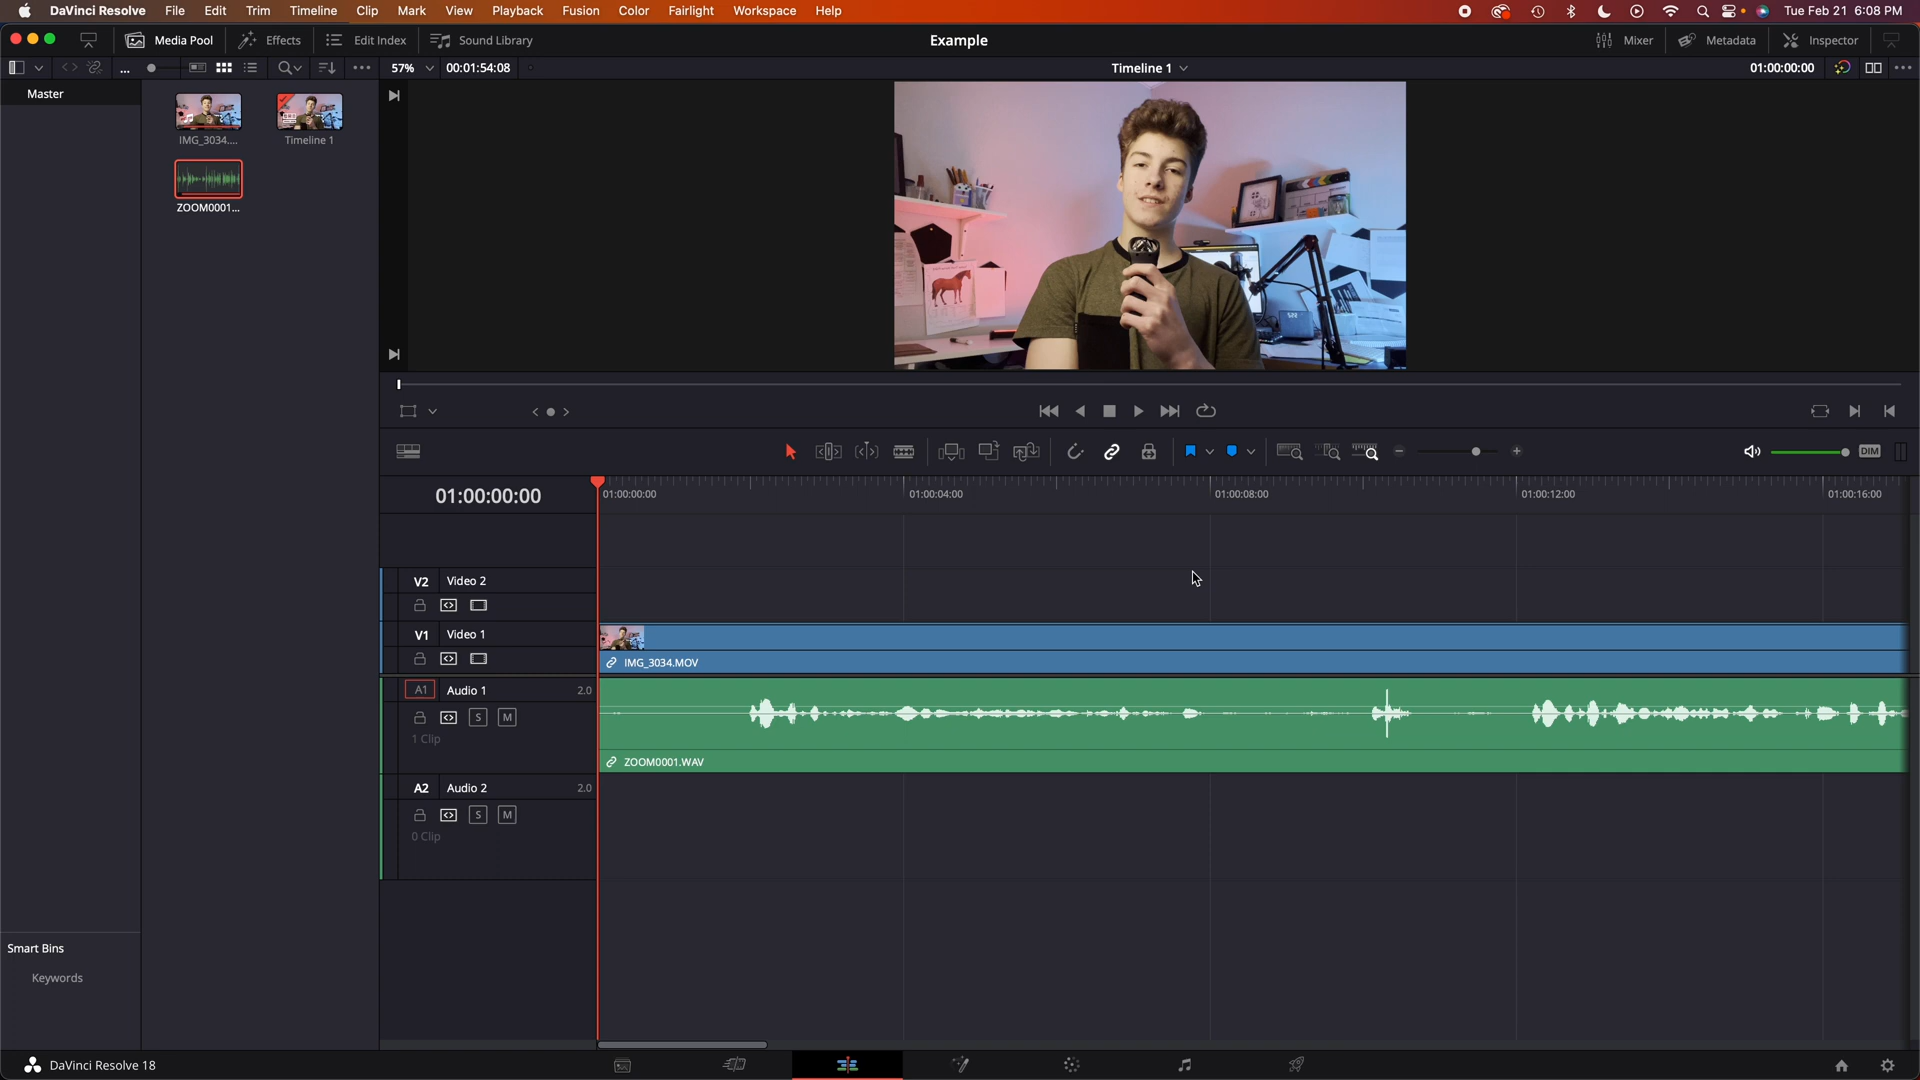 DaVinci Resolve File Edit Trim Timeline Clip Mark View Playback Fusion Color Fairlight Workspace Help Tue Feb 21 6:08 PM
Media Pool Effects Edit Index Sound Library Example Mixer Metadata Inspector
... 57% 00:01:54:08 Timeline 1 01:00:00:00
Master
IMG_3034.... Timeline 1
ZOOM0001...
DIM
01:00:00:00 01:00:00:00 01:00:04:00 01:00:08:00 01:00:12:00 01:00:16:00
V2 Video 2
V1 Video 1
IMG_3034.MOV
A1 Audio 1 2.0
S M
1 Clip
ZOOM0001.WAV
A2 Audio 2 2.0
S M
0 Clip
Smart Bins
Keywords
DaVinci Resolve 18